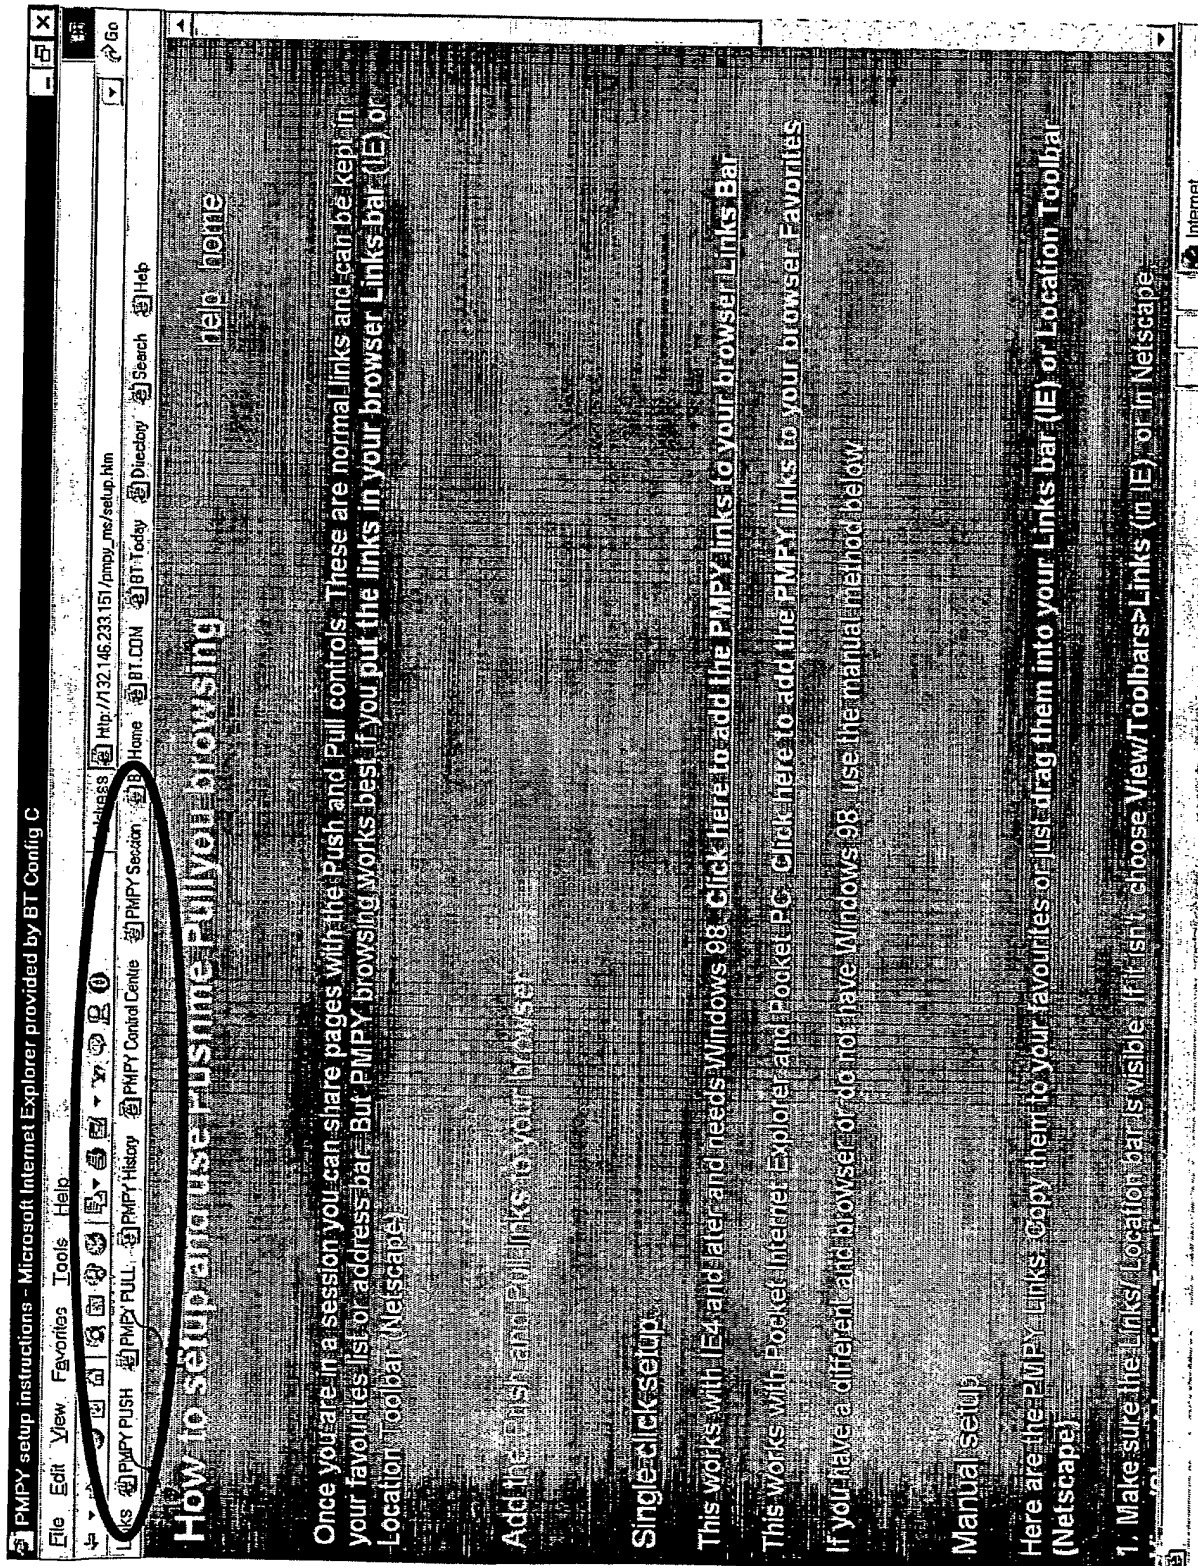 PMPY setup instructions - Microsoft Internet Explorer provided by BT Config C
File Edit View Favorites Tools Help
http://132.146.233.151/pmpy_ms/setup.htm Go
PMPY PUSH PMPY PULL PMPY History PMPY Control Centre PMPY Section Home BT.COM BT Today Directory Search Help
How to setup and use Pushme Pullyou browsing
help home
Once you are in a session you can share pages with the Push and Pull controls. These are normal links and can be kept in
your favourites list or address bar. But PMPY browsing works best if you put the links in your browser Links bar (IE) or
Location Toolbar (Netscape)
Add the Push and Pull links to your browser
Single click setup
This works with IE4 and later and needs Windows 98. Click here to add the PMPY links to your browser Links Bar
This works with Pocket Internet Explorer and Pocket PC. Click here to add the PMPY links to your browser Favorites
If you have a different browser or do not have Windows 98, use the manual method below
Manual setup
Here are the PMPY Links. Copy them to your favourites or just drag them into your Links bar (IE) or Location Toolbar
(Netscape)
1. Make sure the Links/ Location bar is visible. If it isn't, choose View/Toolbars>Links (in IE) or in Netscape
Internet